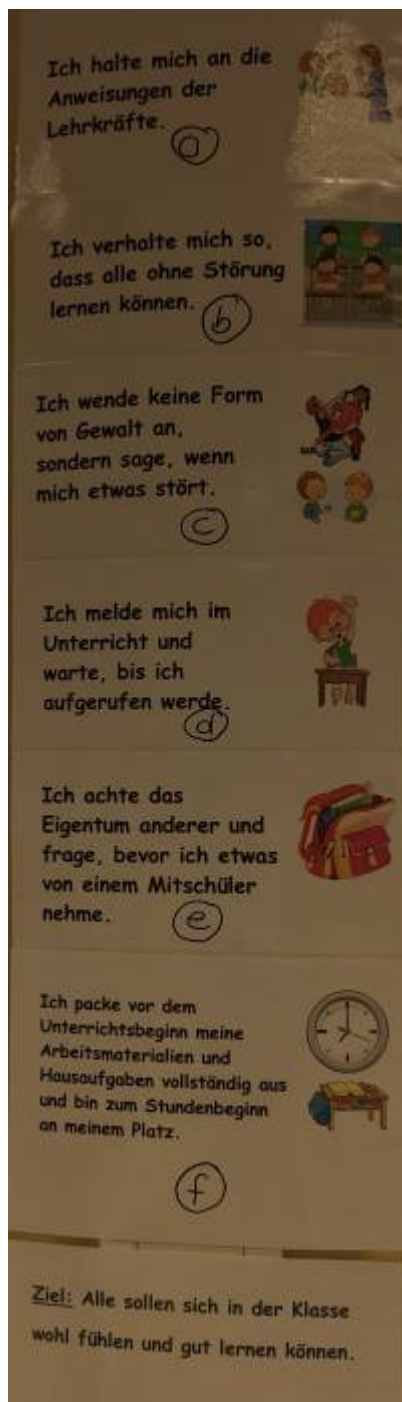 Ich halte mich an die
Anweisungen der
Lehrkräfte.
a
Ich verhalte mich so,
dass alle ohne Störung
lernen können.
b
Ich wende keine Form
von Gewalt an,
sondern sage, wenn
mich etwas stört.
c
Ich melde mich im
Unterricht und
warte, bis ich
aufgerufen werde.
d
Ich achte das
Eigentum anderer und
frage, bevor ich etwas
von einem Mitschüler
nehme.
e
Ich packe vor dem
Unterrichtsbeginn meine
Arbeitsmaterialien und
Hausaufgaben vollständig aus
und bin zum Stundenbeginn
an meinem Platz.
f
Ziel: Alle sollen sich in der Klasse
wohl fühlen und gut lernen können.